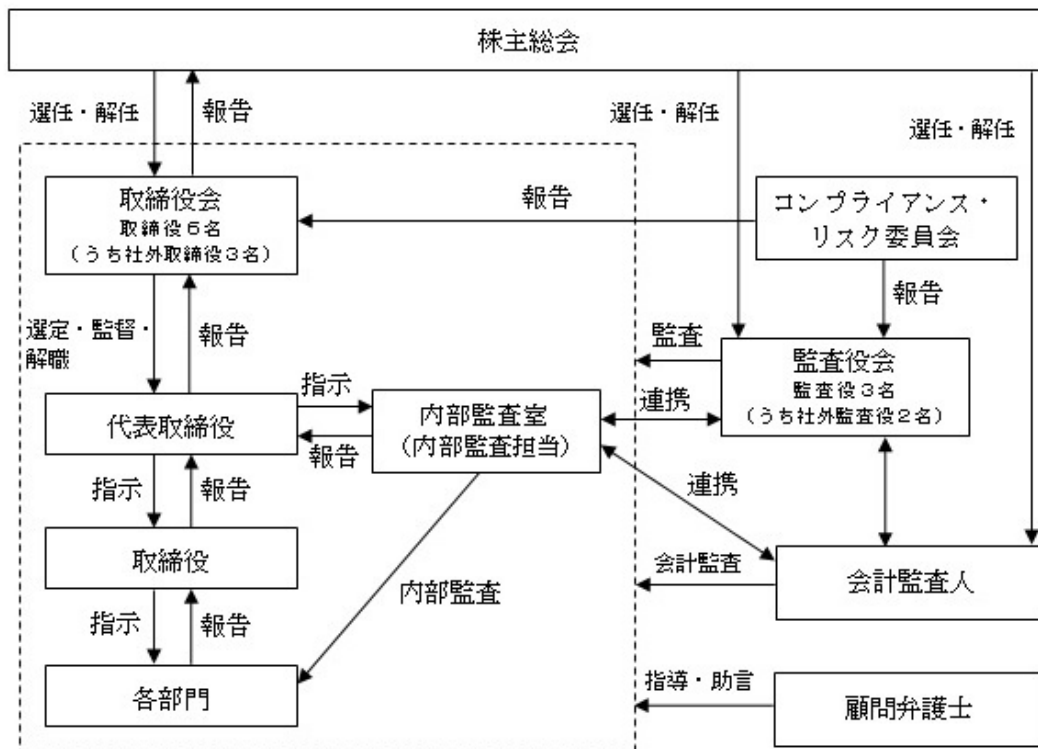 株主総会
選任・解任
報告
選任・解任
選任・解任
取締役会
取締役6名
(うち社外取締役3名)
報告
コンプライアンス・
リスク委員会
報告
選定・監督・
解職
報告
監査
監査役会
監査役3名
(うち社外監査役2名)
指示
連携
代表取締役
内部監査室
(内部監査担当)
報告
指示
報告
連携
取締役
会計監査
会計監査人
内部監査
指示
報告
各部門
指導・助言
顧問弁護士